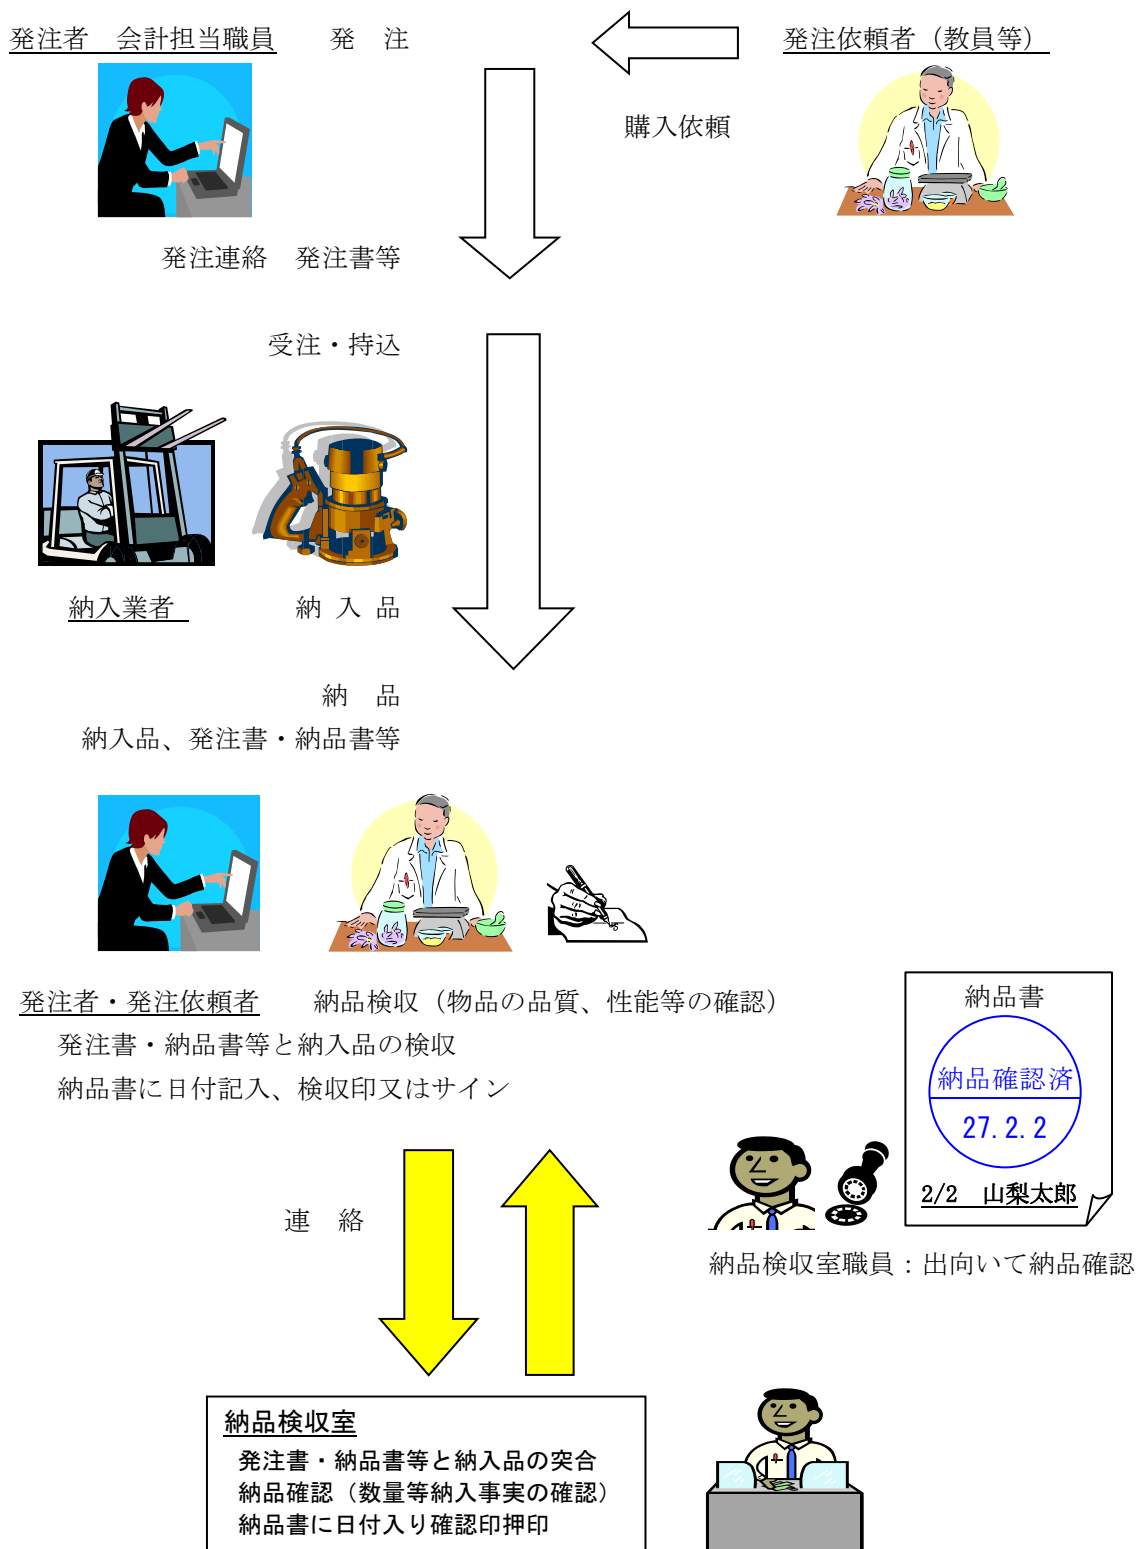 発注者　会計担当職員　　発　注
発注依頼者（教員等）
購入依頼
発注連絡　発注書等
受注・持込
納入業者　　　　納 入 品
納　品
納入品、発注書・納品書等
発注者・発注依頼者　　納品検収（物品の品質、性能等の確認）
発注書・納品書等と納入品の検収
納品書に日付記入、検収印又はサイン
納品書
納品確認済
27.2.2
2/2　山梨太郎
連　絡
納品検収室職員：出向いて納品確認
納品検収室
発注書・納品書等と納入品の突合
納品確認（数量等納入事実の確認）
納品書に日付入り確認印押印